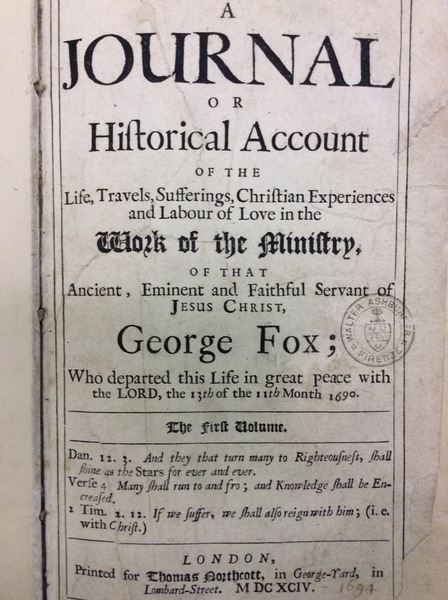 A
JOURNAL
OR
Hiſtorical Account
OF THE
Life, Travels, Sufferings, Chriſtian Experiences
and Labour of Love in the
Work of the Miniſtry,
OF THAT
Ancient, Eminent and Faithful Servant of
JESUS CHRIST,
George Fox;
Who departed this Life in great peace with
the LORD, the 13th of the 11th Month 1690.
The Firſt Volume.
Dan. 12. 3. And they that turn many to Righteouſneſs, ſhall
ſhine as the Stars for ever and ever.
Verſe 4 Many ſhall run to and fro; and Knowledge ſhall be En-
creaſed.
2 Tim. 2. 12. If we ſuffer, we ſhall alſo reign with him; (i. e.
with Chriſt.)
LONDON,
Printed for Thomas Northcott, in George-Yard, in
Lombard-Street. MDCXCIV.
1694
WALTER ASHBURNER
FIRENZE